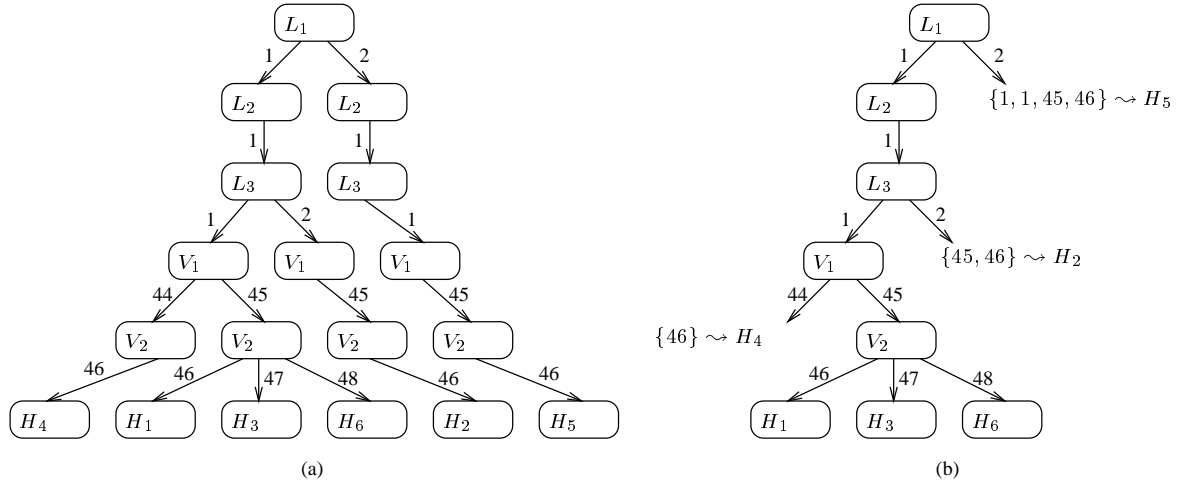 L1
1 2
L2 L2
1 1
L3 L3
1 2 1
V1 V1 V1
44 45 45 45
V2 V2 V2 V2
46 46 47 48 46 46
H4 H1 H3 H6 H2 H5
(a)
L1
1 2
L2 {1, 1, 45, 46} ⤳ H5
1
L3
1 2
V1 {45, 46} ⤳ H2
44 45
{46} ⤳ H4 V2
46 47 48
H1 H3 H6
(b)